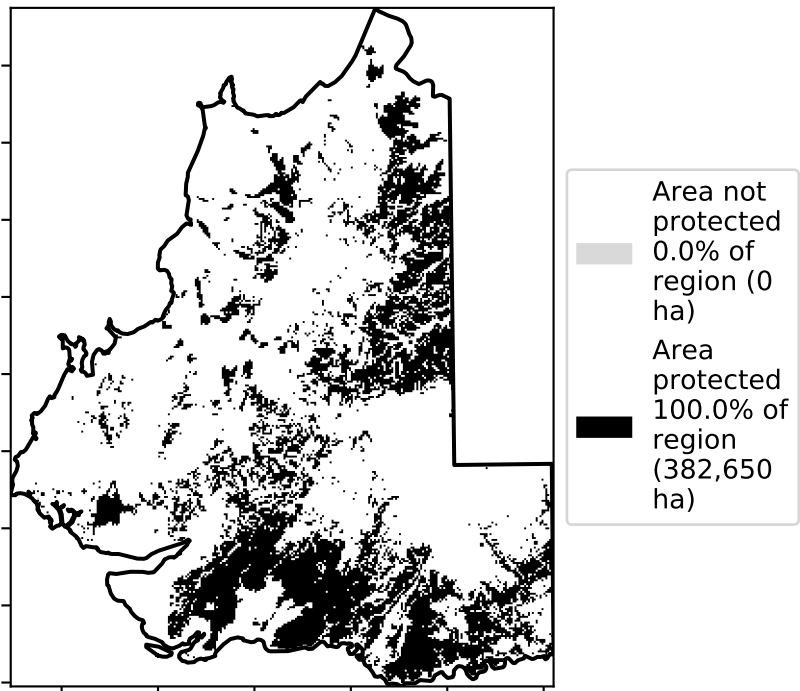 Area not
protected
0.0% of
region (0
ha)
Area
protected
100.0% of
region
(382,650
ha)